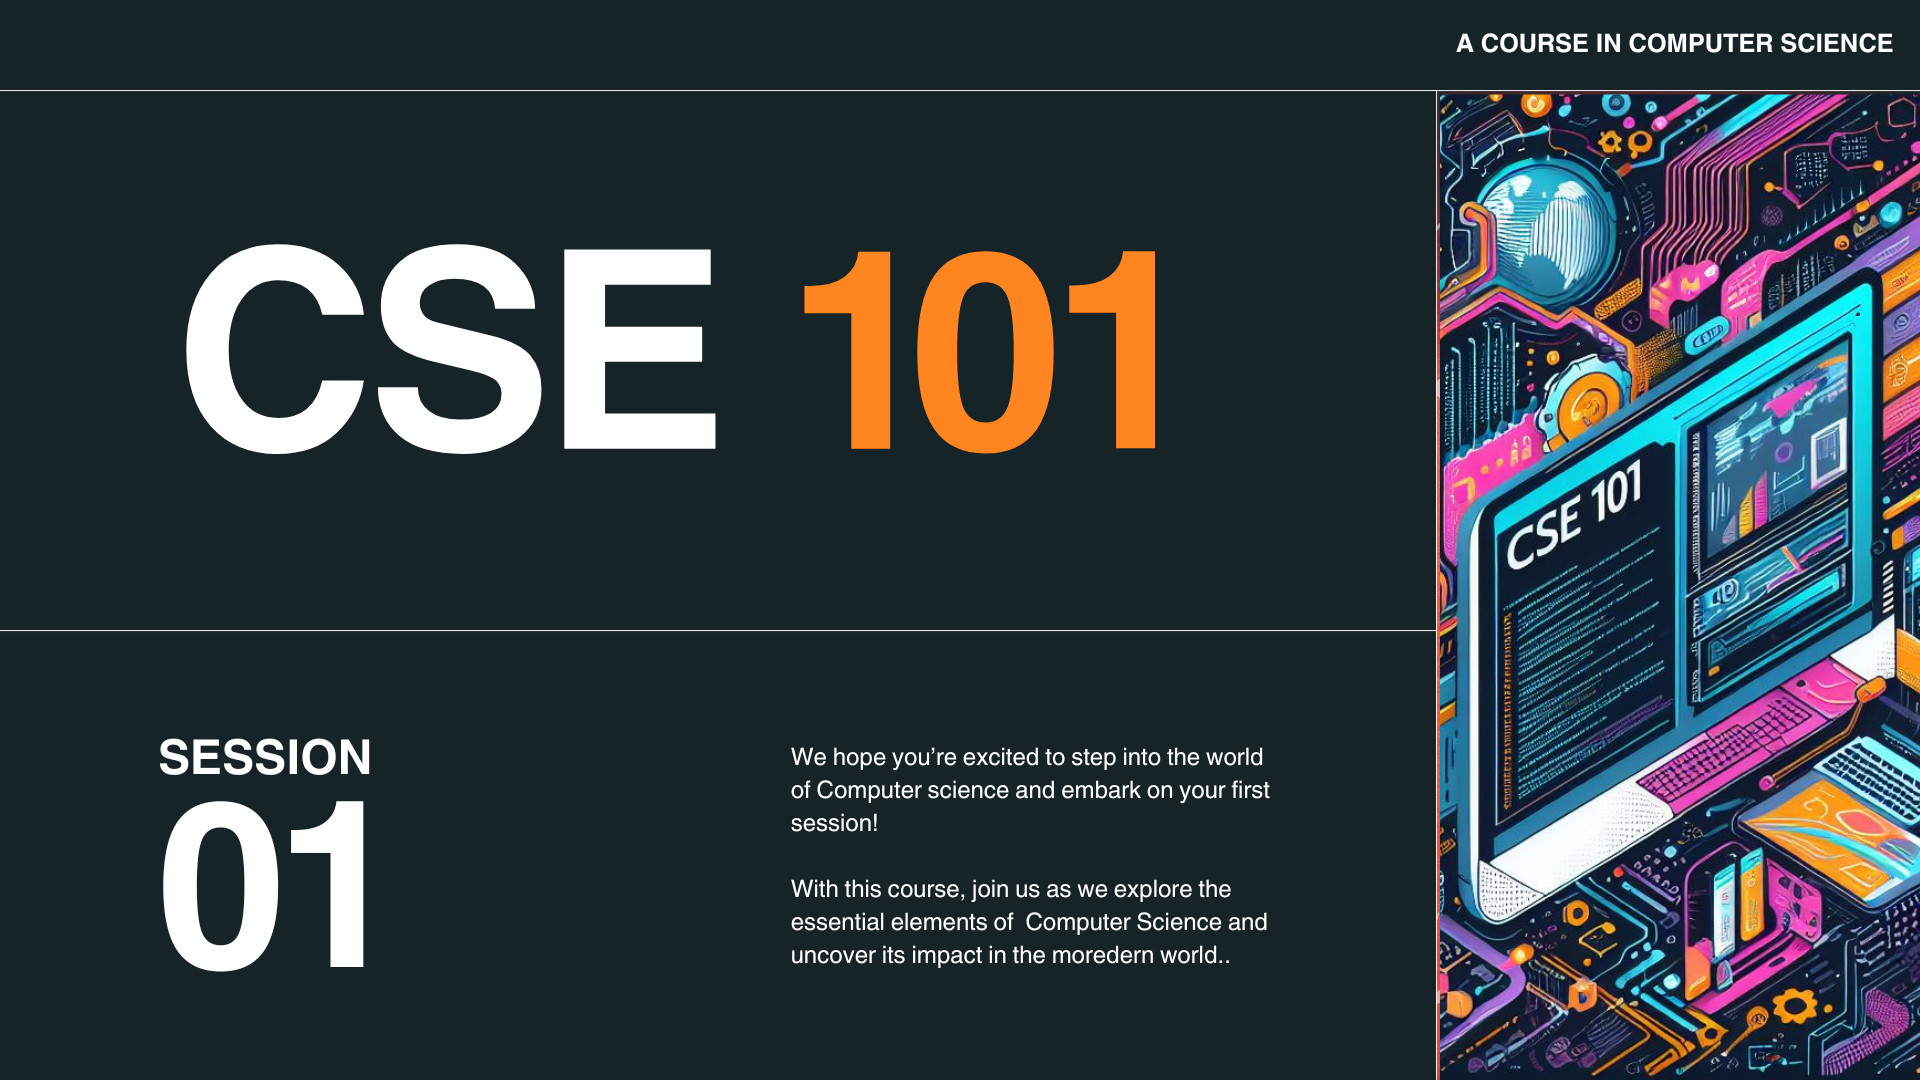 A COURSE IN COMPUTER SCIENCE
CSE 101
CSE 101
SESSION
01
We hope you’re excited to step into the world
of Computer science and embark on your first
session!
With this course, join us as we explore the
essential elements of  Computer Science and
uncover its impact in the moredern world..